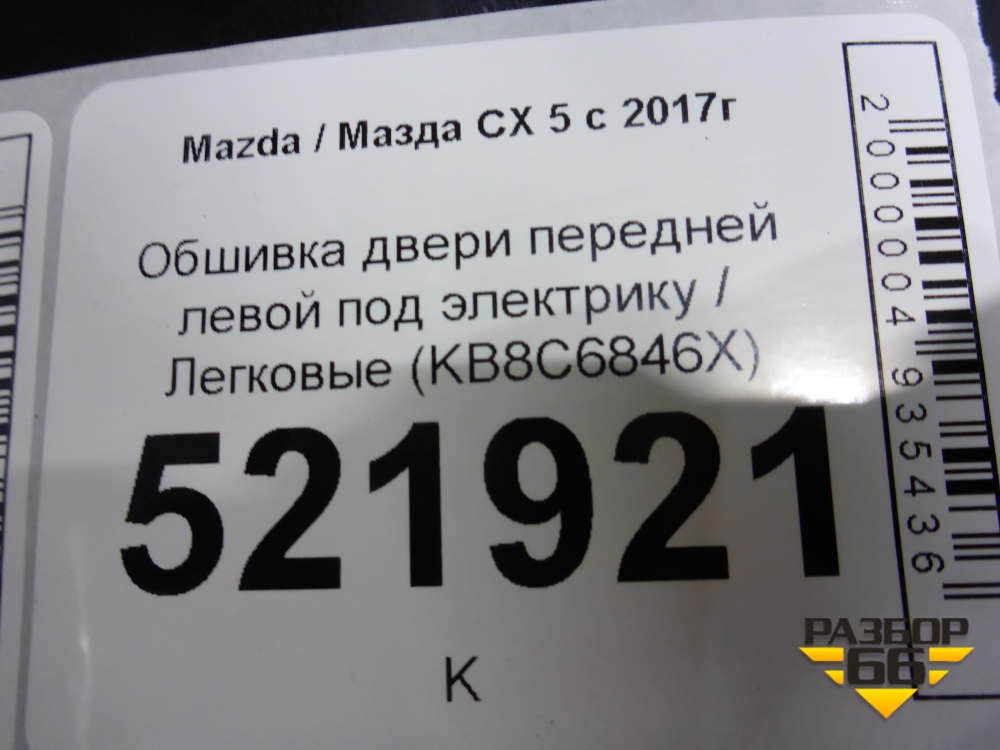 Mazda / Мазда CX 5 с 2017г
Обшивка двери передней
левой под электрику /
Легковые (KB8C6846X)
521921
К
2000004935436
РАЗБОР
66